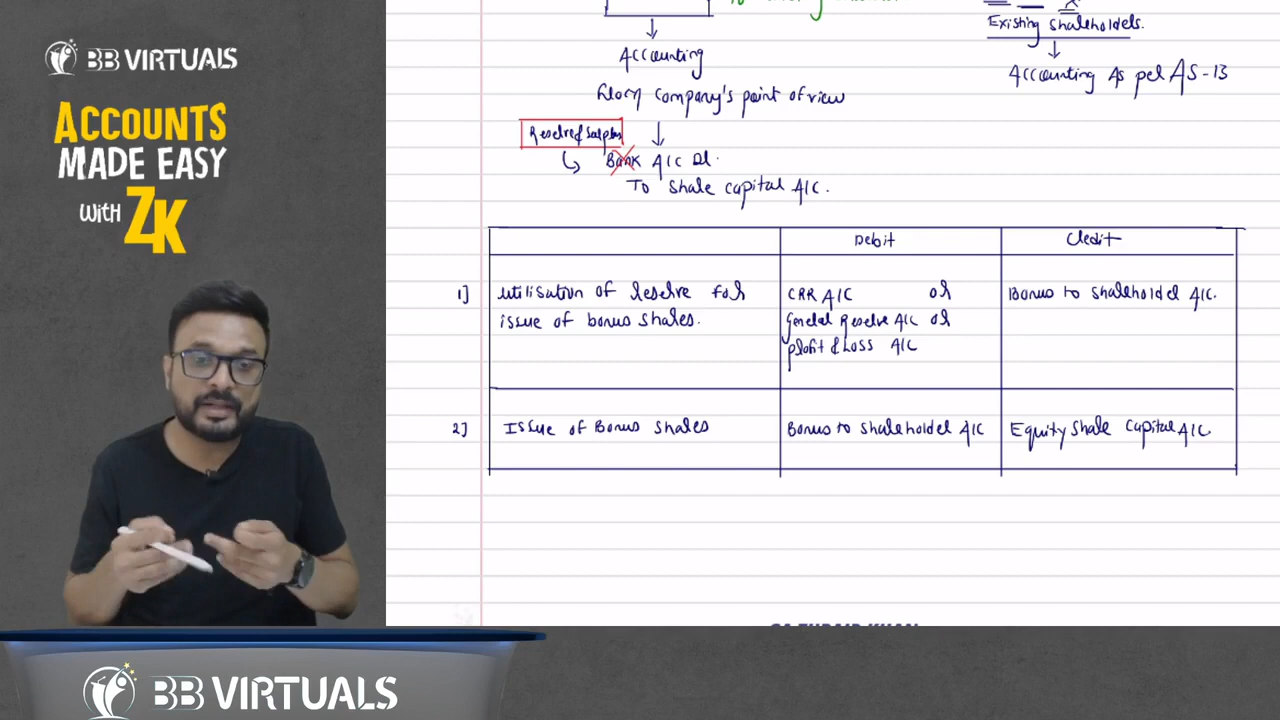 BB VIRTUALS
ACCOUNTS
MADE EASY
WITH ZK
Existing shareholders.
Accounting
Accounting As per AS-13
From company's point of view
Reserve & Surplus
Bank A/C Dr.
To share capital A/C.
Debit
Credit
1] utilisation of reserve for
issue of bonus shares.
CRR A/C or
General Reserve A/C or
profit & Loss A/C
Bonus to shareholder A/C.
2] Issue of Bonus shares
Bonus to shareholder A/C
Equity share capital A/C
BB VIRTUALS